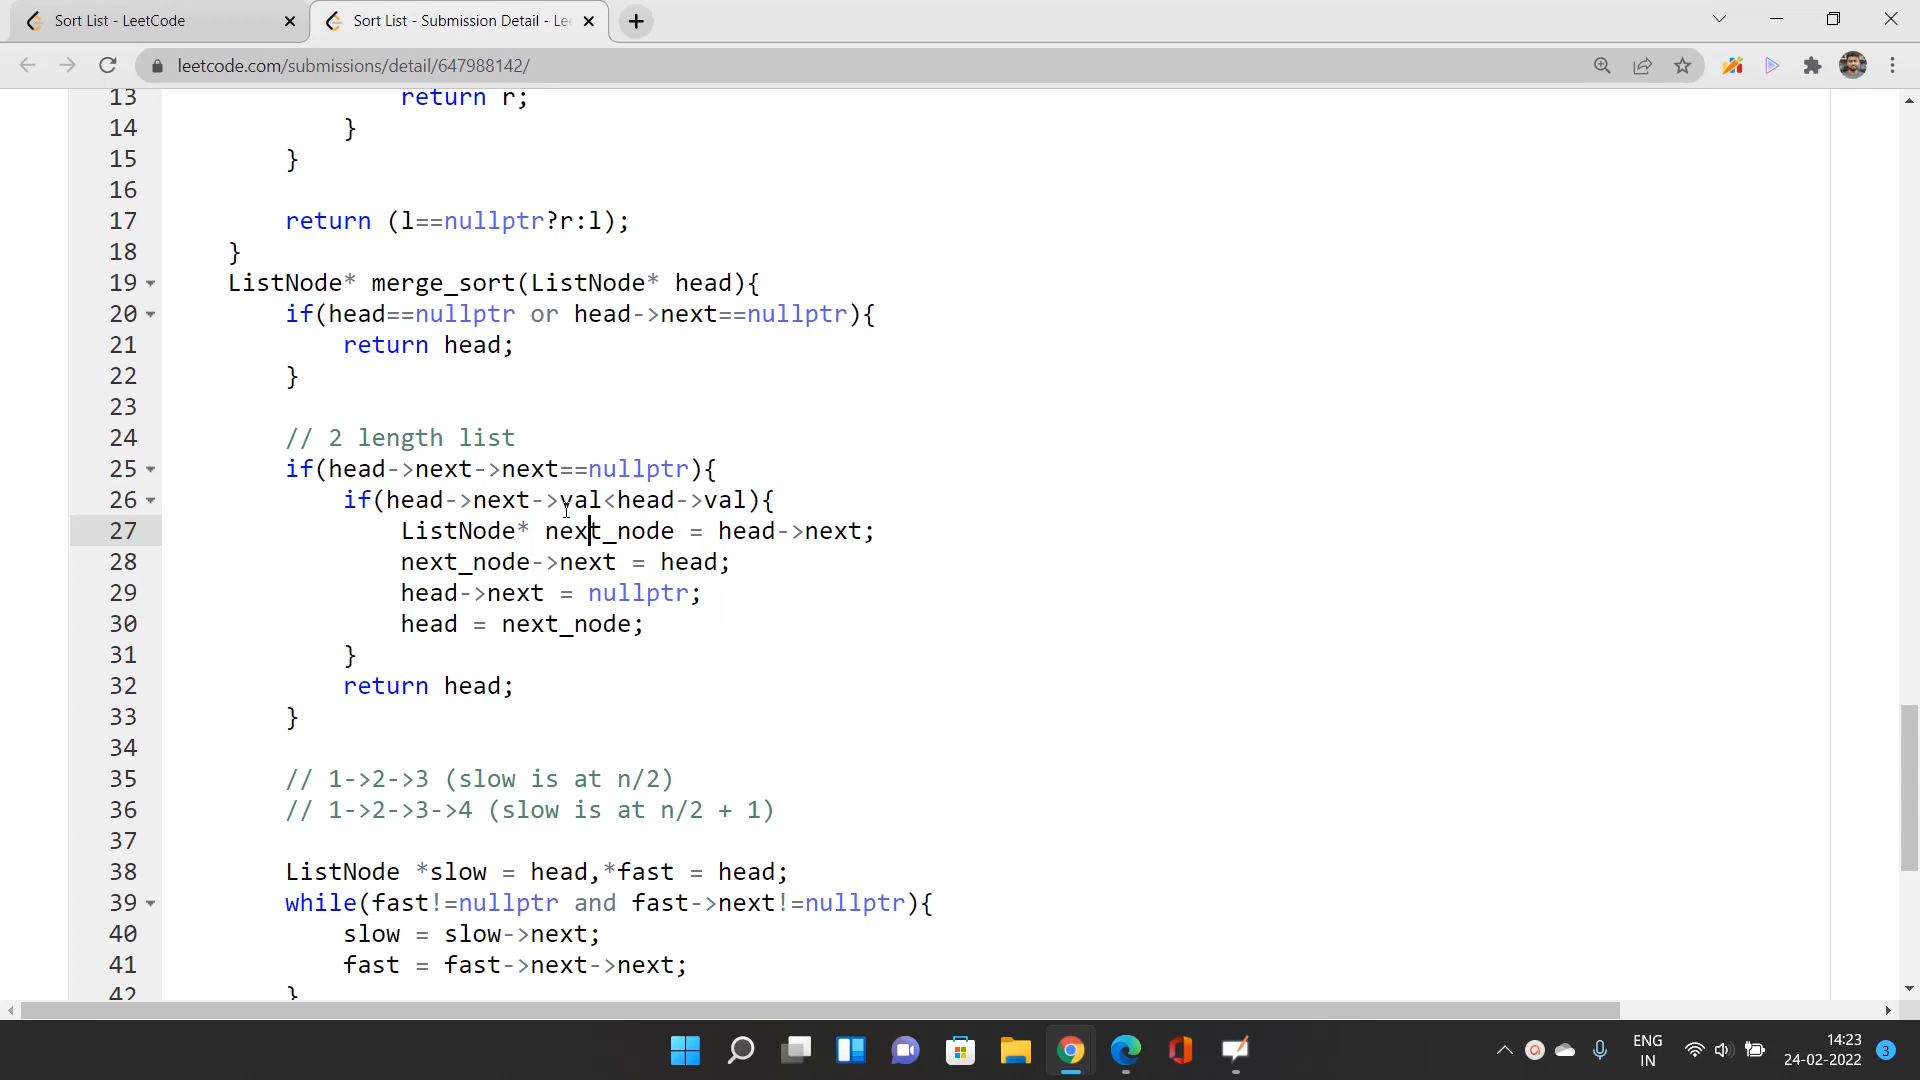 Sort List - LeetCode
Sort List - Submission Detail - Le
leetcode.com/submissions/detail/647988142/
13 return r;
14 }
15 }
16
17 return (l==nullptr?r:l);
18 }
19 ListNode* merge_sort(ListNode* head){
20 if(head==nullptr or head->next==nullptr){
21 return head;
22 }
23
24 // 2 length list
25 if(head->next->next==nullptr){
26 if(head->next->val<head->val){
27 ListNode* next_node = head->next;
28 next_node->next = head;
29 head->next = nullptr;
30 head = next_node;
31 }
32 return head;
33 }
34
35 // 1->2->3 (slow is at n/2)
36 // 1->2->3->4 (slow is at n/2 + 1)
37
38 ListNode *slow = head,*fast = head;
39 while(fast!=nullptr and fast->next!=nullptr){
40 slow = slow->next;
41 fast = fast->next->next;
42 }
ENG
IN
14:23
24-02-2022
3